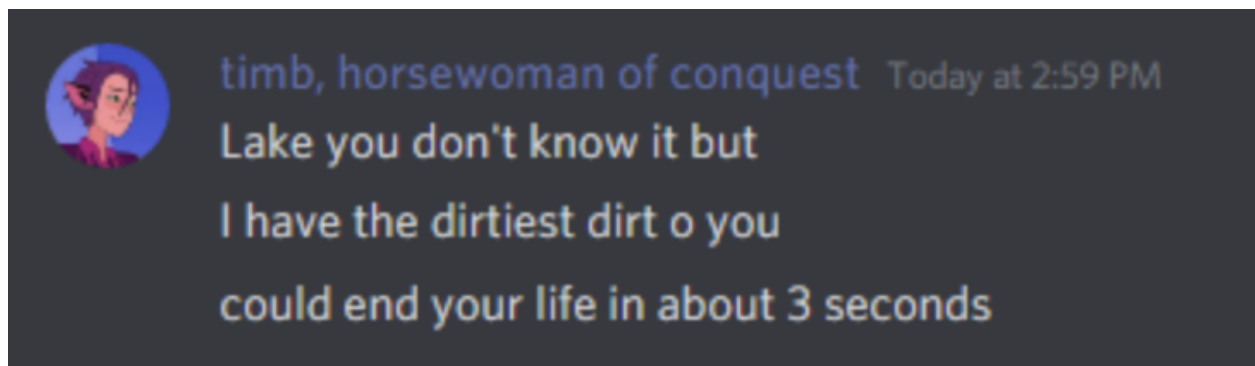 timb, horsewoman of conquest Today at 2:59 PM
Lake you don't know it but
I have the dirtiest dirt o you
could end your life in about 3 seconds